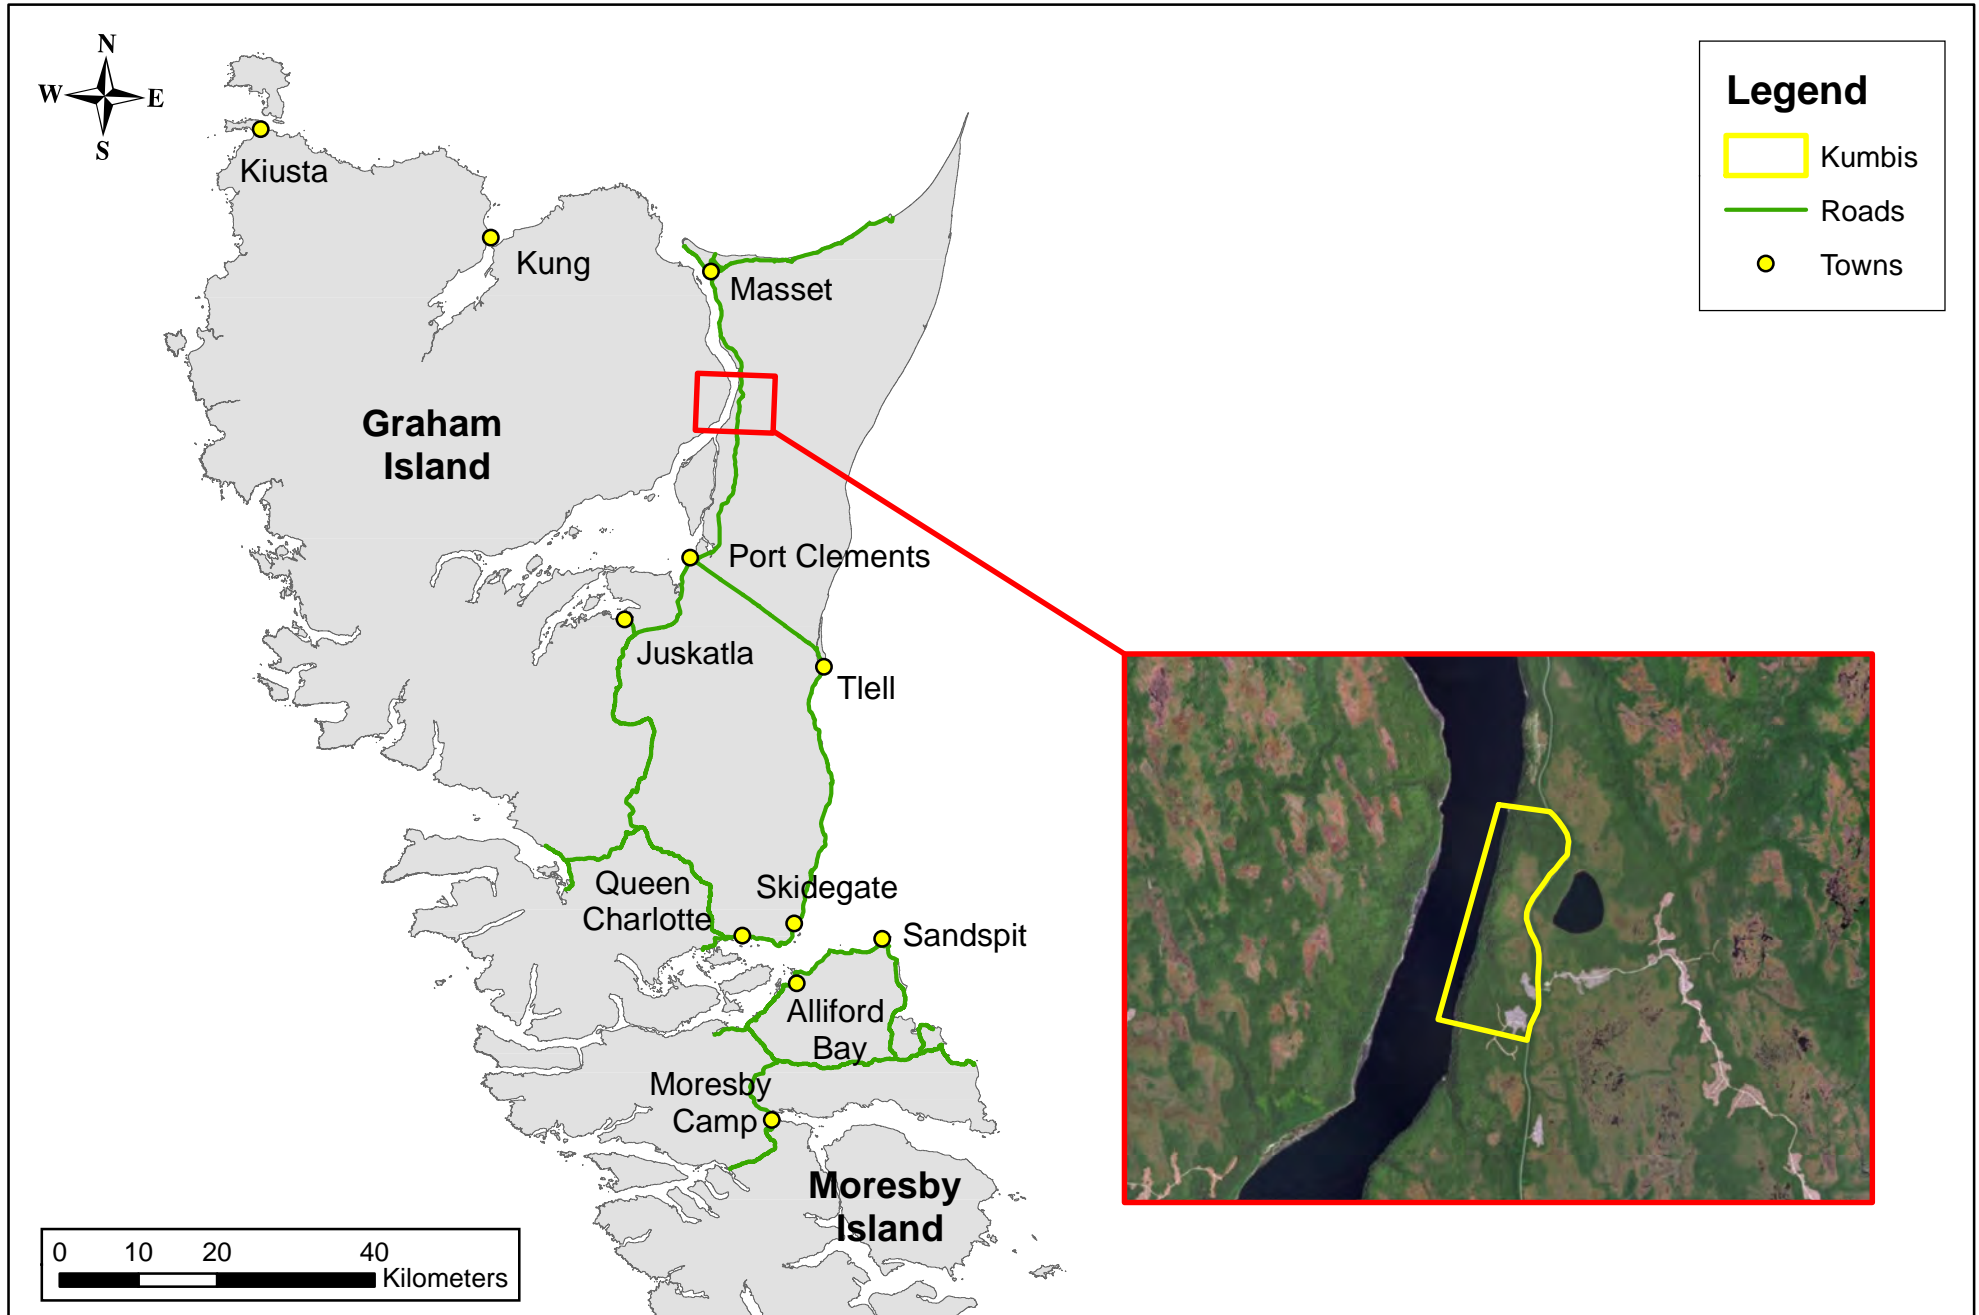 N
W
E
S
Legend
Kumbis
Roads
Towns
Kiusta
Kung
Masset
Graham
Island
Port Clements
Juskatla
Tlell
Queen
Charlotte
Skidegate
Sandspit
Alliford
Bay
Moresby
Camp
Moresby
Island
0 10 20 40
Kilometers